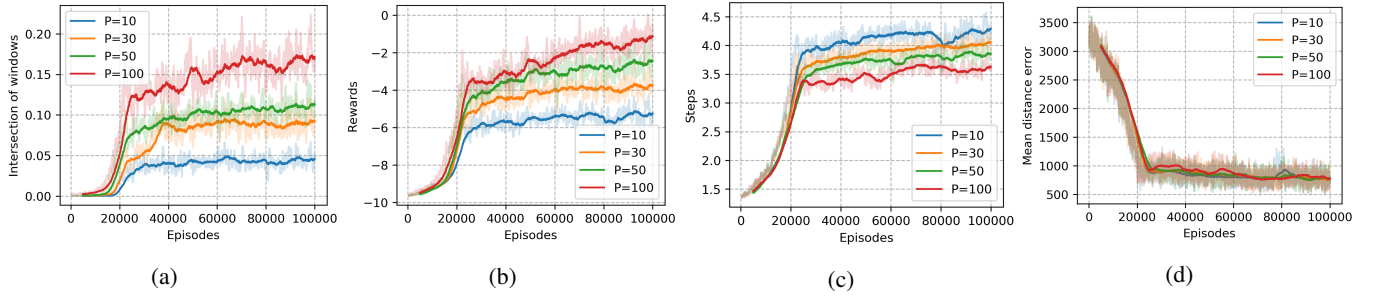 Intersection of windows
0.20
0.15
0.10
0.05
0.00
P=10
P=30
P=50
P=100
0 20000 40000 60000 80000 100000
Episodes
(a)
Rewards
0
−2
−4
−6
−8
−10
P=10
P=30
P=50
P=100
0 20000 40000 60000 80000 100000
Episodes
(b)
Steps
4.5
4.0
3.5
3.0
2.5
2.0
1.5
P=10
P=30
P=50
P=100
0 20000 40000 60000 80000 100000
Episodes
(c)
Mean distance error
3500
3000
2500
2000
1500
1000
500
P=10
P=30
P=50
P=100
0 20000 40000 60000 80000 100000
Episodes
(d)